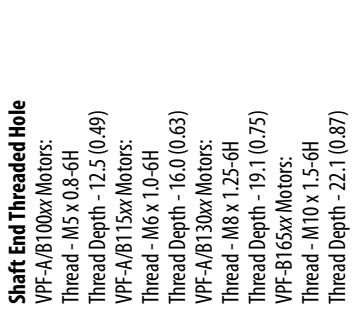 Shaft End Threaded Hole
VPF-A/B100xx Motors:
Thread - M5 x 0.8-6H
Thread Depth - 12.5 (0.49)
VPF-A/B115xx Motors:
Thread - M6 x 1.0-6H
Thread Depth - 16.0 (0.63)
VPF-A/B130xx Motors:
Thread - M8 x 1.25-6H
Thread Depth - 19.1 (0.75)
VPF-B165xx Motors:
Thread - M10 x 1.5-6H
Thread Depth - 22.1 (0.87)